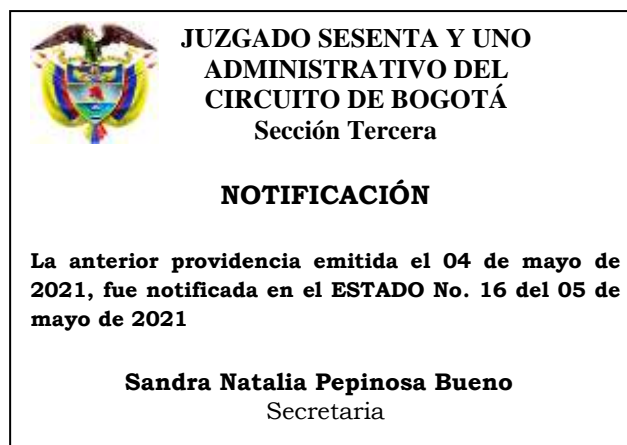 JUZGADO SESENTA Y UNO
ADMINISTRATIVO DEL
CIRCUITO DE BOGOTÁ
Sección Tercera
NOTIFICACIÓN
La anterior providencia emitida el 04 de mayo de
2021, fue notificada en el ESTADO No. 16 del 05 de
mayo de 2021
Sandra Natalia Pepinosa Bueno
Secretaria